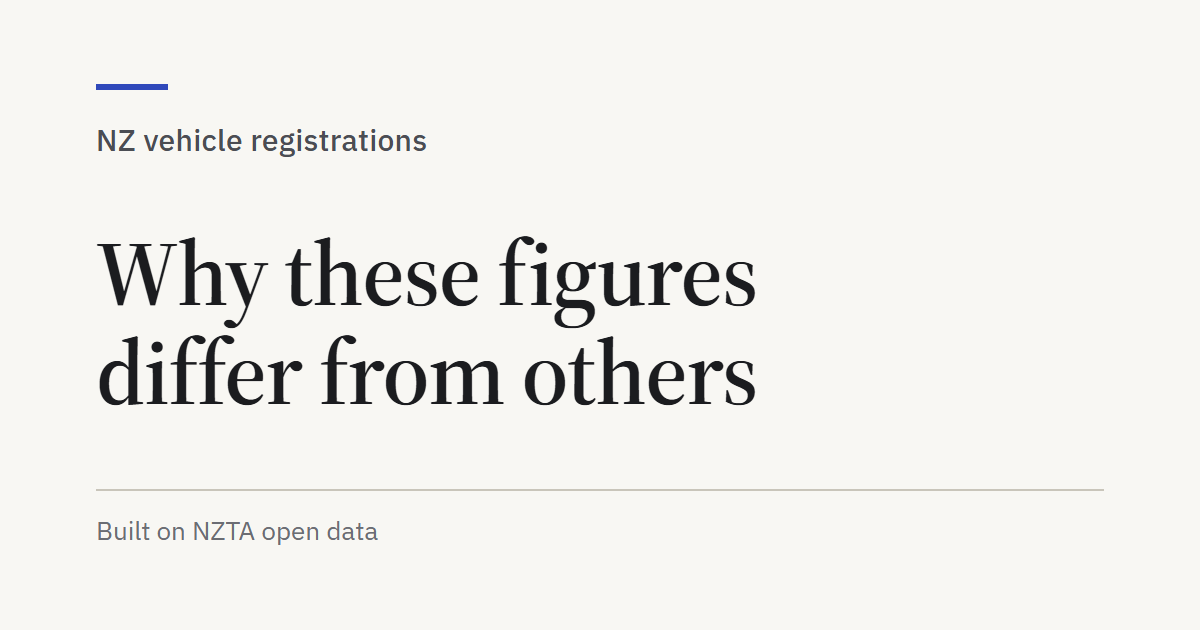 NZ vehicle registrations
Why these figures
differ from others
Built on NZTA open data